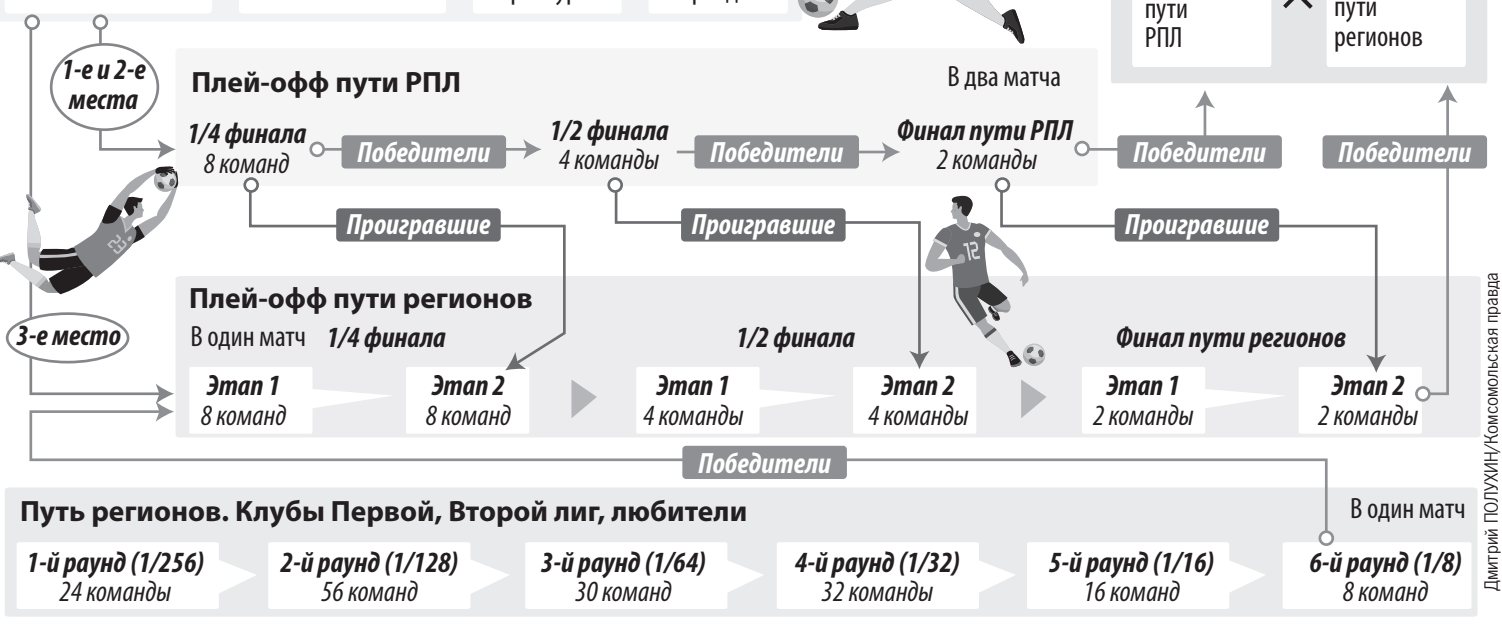 пути
РПЛ
пути
регионов
1-е и 2-е
места
Плей-офф пути РПЛ
В два матча
1/4 финала
8 команд
Победители
1/2 финала
4 команды
Победители
Финал пути РПЛ
2 команды
Победители
Победители
Проигравшие
Проигравшие
Проигравшие
23
12
Плей-офф пути регионов
3-е место
В один матч
1/4 финала
1/2 финала
Финал пути регионов
Этап 1
8 команд
Этап 2
8 команд
Этап 1
4 команды
Этап 2
4 команды
Этап 1
2 команды
Этап 2
2 команды
Победители
Путь регионов. Клубы Первой, Второй лиг, любители
В один матч
1-й раунд (1/256)
24 команды
2-й раунд (1/128)
56 команд
3-й раунд (1/64)
30 команд
4-й раунд (1/32)
32 команды
5-й раунд (1/16)
16 команд
6-й раунд (1/8)
8 команд
Дмитрий ПОЛУХИН/Комсомольская правда